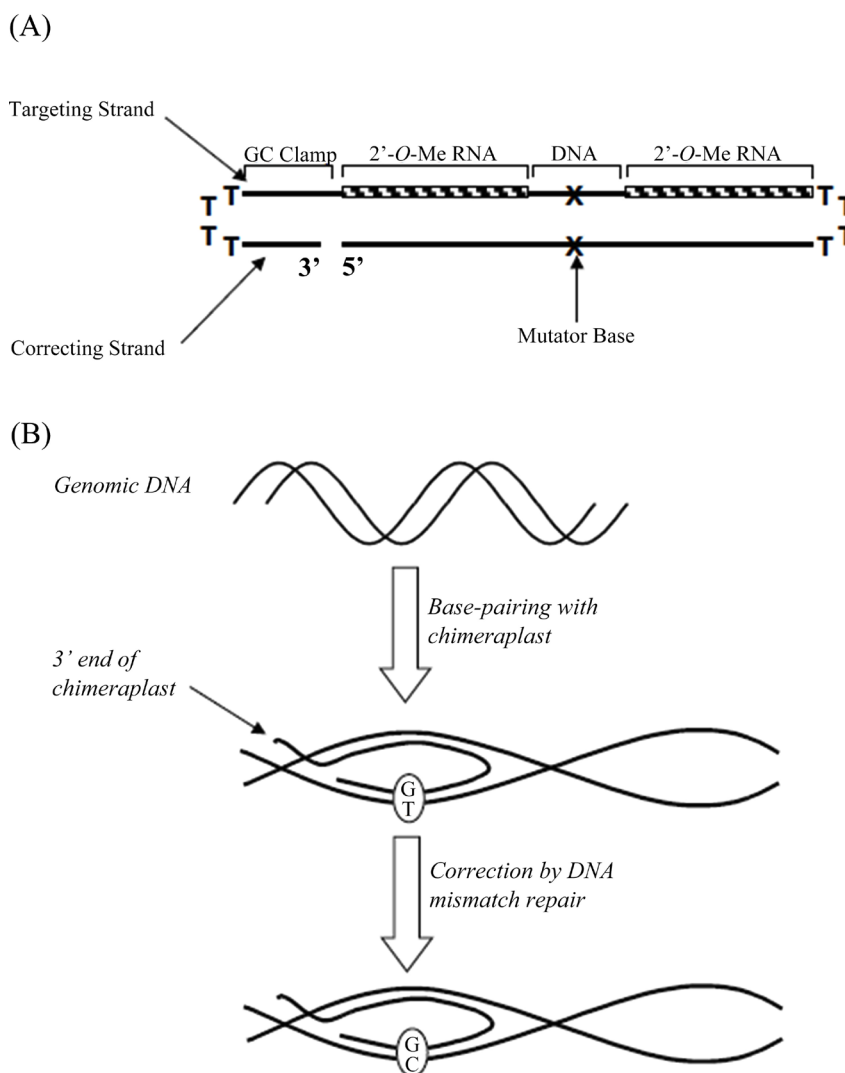 (A)
Targeting Strand
GC Clamp 2’-O-Me RNA DNA 2’-O-Me RNA
T T X T T
T T X T T
3’ 5’
Mutator Base
Correcting Strand
(B)
Genomic DNA
Base-pairing with
chimeraplast
3’ end of
chimeraplast
G
T
Correction by DNA
mismatch repair
G
C